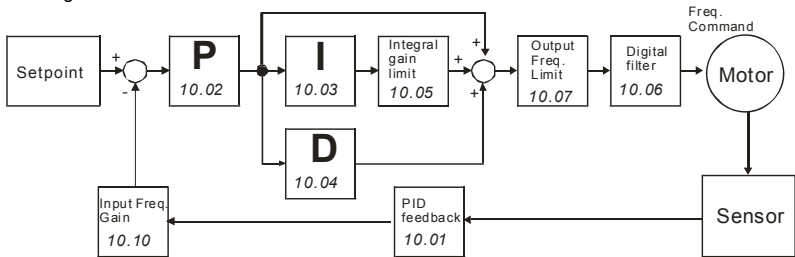 Freq.
Command
Setpoint
+
-
P
10.02
I
10.03
Integral
gain
limit
10.05
+
+
+
Output
Freq.
Limit
10.07
Digital
filter
10.06
Motor
D
10.04
Input Freq.
Gain
10.10
PID
feedback
10.01
Sensor